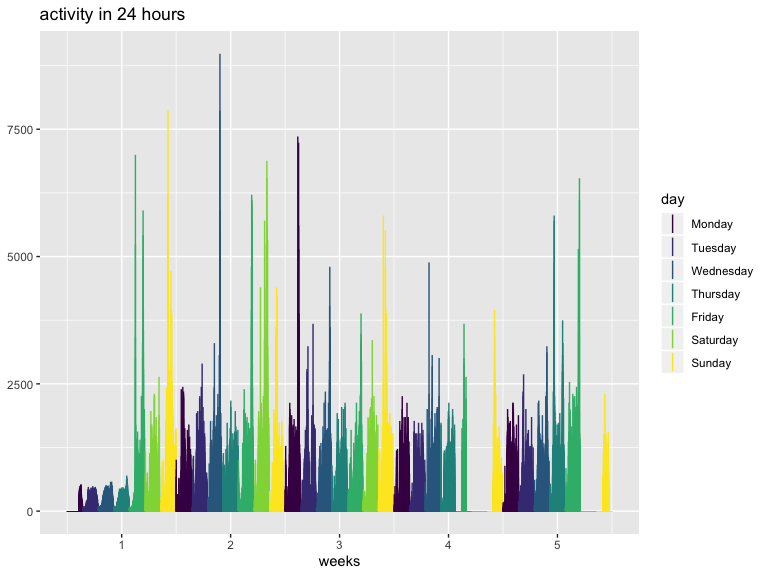 activity in 24 hours
7500
5000
2500
0
1 2 3 4 5
weeks
day
Monday
Tuesday
Wednesday
Thursday
Friday
Saturday
Sunday